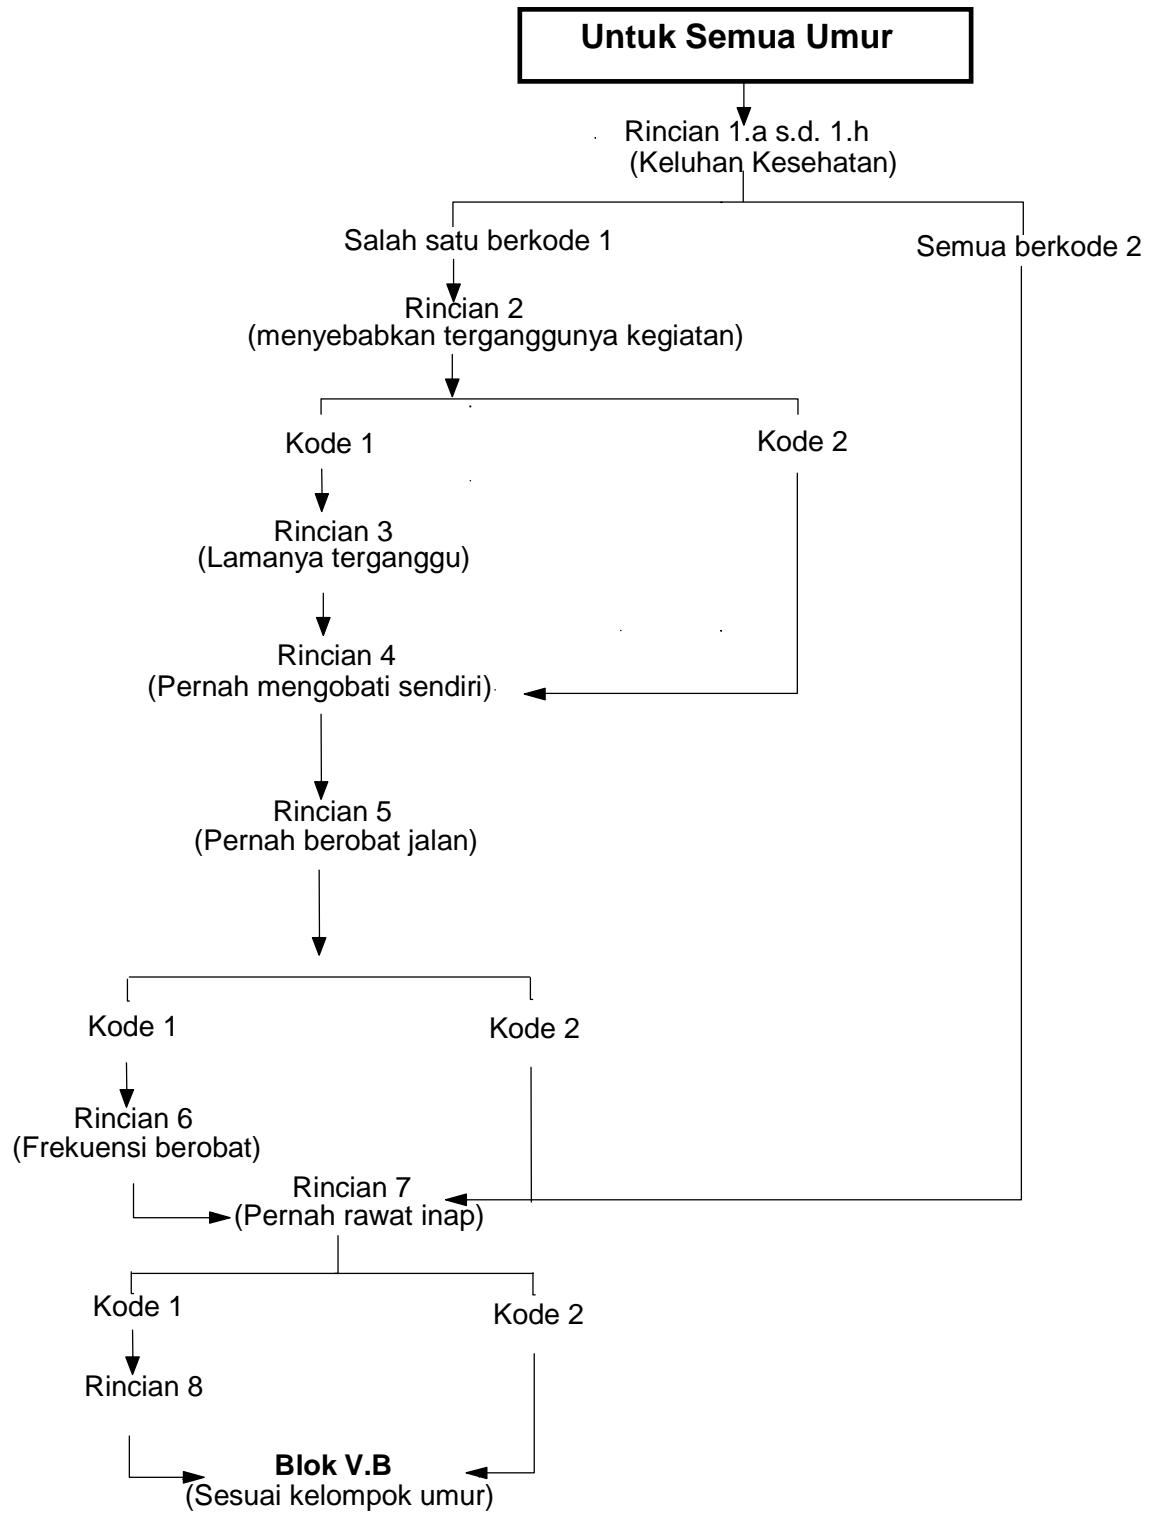 Untuk Semua Umur
Rincian 1.a s.d. 1.h
(Keluhan Kesehatan)
Salah satu berkode 1
Semua berkode 2
Rincian 2
(menyebabkan terganggunya kegiatan)
Kode 1
Kode 2
Rincian 3
(Lamanya terganggu)
Rincian 4
(Pernah mengobati sendiri)
Rincian 5
(Pernah berobat jalan)
Kode 1
Kode 2
Rincian 6
(Frekuensi berobat)
Rincian 7
(Pernah rawat inap)
Kode 1
Kode 2
Rincian 8
Blok V.B
(Sesuai kelompok umur)